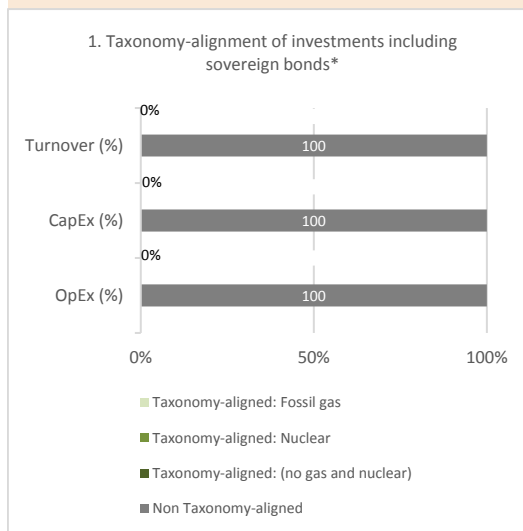 1. Taxonomy-alignment of investments including
sovereign bonds*
0%
Turnover (%)
100
0%
CapEx (%)
100
0%
OpEx (%)
100
0%
50%
100%
Taxonomy-aligned: Fossil gas
Taxonomy-aligned: Nuclear
Taxonomy-aligned: (no gas and nuclear)
Non Taxonomy-aligned